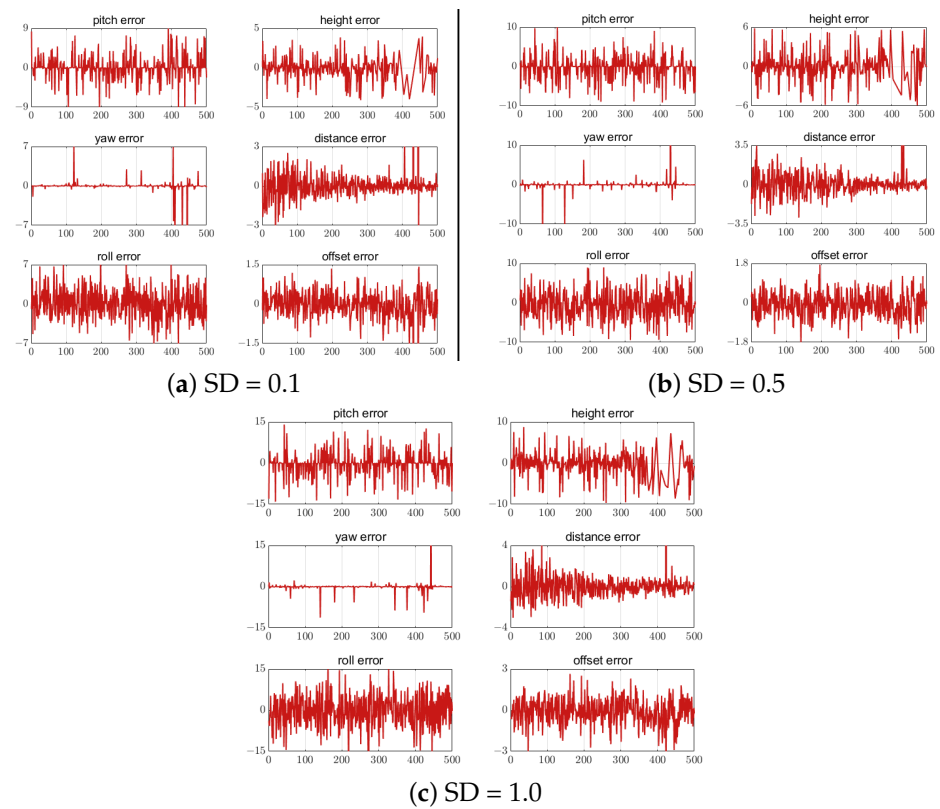 pitch error
9
0
−9
0 100 200 300 400 500
height error
5
0
−5
0 100 200 300 400 500
yaw error
7
0
−7
0 100 200 300 400 500
distance error
3
0
−3
0 100 200 300 400 500
roll error
7
0
−7
0 100 200 300 400 500
offset error
1.5
0
−1.5
0 100 200 300 400 500
(a) SD = 0.1
pitch error
10
0
−10
0 100 200 300 400 500
height error
6
0
−6
0 100 200 300 400 500
yaw error
10
0
−10
0 100 200 300 400 500
distance error
3.5
0
−3.5
0 100 200 300 400 500
roll error
10
0
−10
0 100 200 300 400 500
offset error
1.8
0
−1.8
0 100 200 300 400 500
(b) SD = 0.5
pitch error
15
0
−15
0 100 200 300 400 500
height error
10
0
−10
0 100 200 300 400 500
yaw error
15
0
−15
0 100 200 300 400 500
distance error
4
0
−4
0 100 200 300 400 500
roll error
15
0
−15
0 100 200 300 400 500
offset error
3
0
−3
0 100 200 300 400 500
(c) SD = 1.0